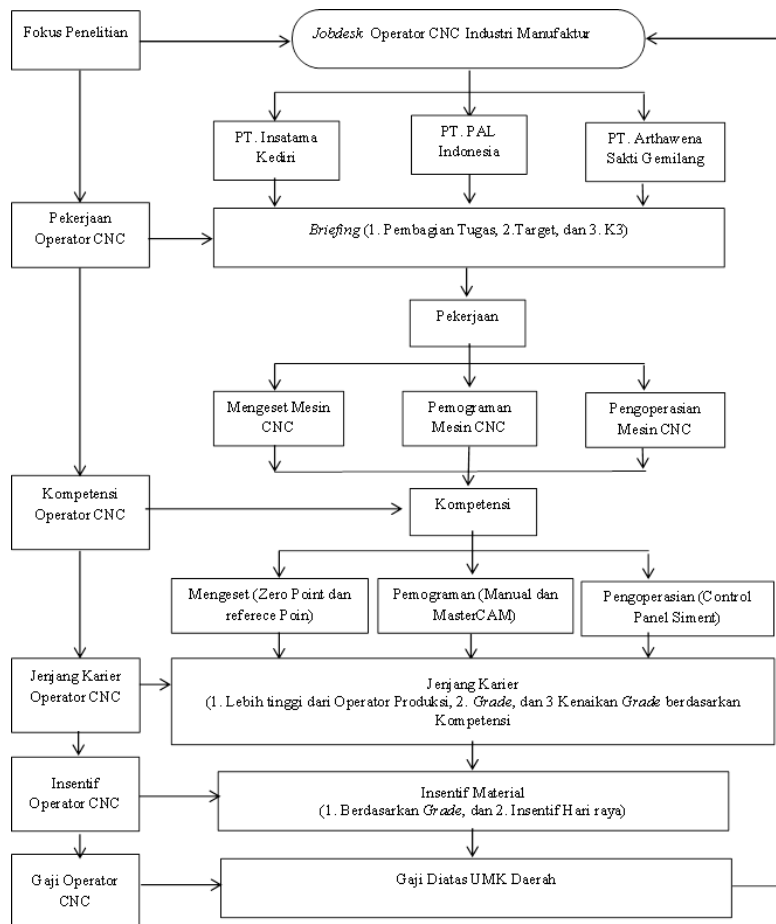 Fokus Penelitian
Jobdesk Operator CNC Industri Manufaktur
PT. Insatama
Kediri
PT. PAL
Indonesia
PT. Arthawena
Sakti Gemilang
Pekerjaan
Operator CNC
Briefing (1. Pembagian Tugas, 2.Target, dan 3. K3)
Pekerjaan
Mengeset Mesin
CNC
Pemograman
Mesin CNC
Pengoperasian
Mesin CNC
Kompetensi
Operator CNC
Kompetensi
Mengeset (Zero Point dan
referece Poin)
Pemograman (Manual dan
MasterCAM)
Pengoperasian (Control
Panel Siment)
Jenjang Karier
Operator CNC
Jenjang Karier
(1. Lebih tinggi dari Operator Produksi, 2. Grade, dan 3 Kenaikan Grade berdasarkan
Kompetensi
Insentif
Operator CNC
Insentif Material
(1. Berdasarkan Grade, dan 2. Insentif Hari raya)
Gaji Operator
CNC
Gaji Diatas UMK Daerah